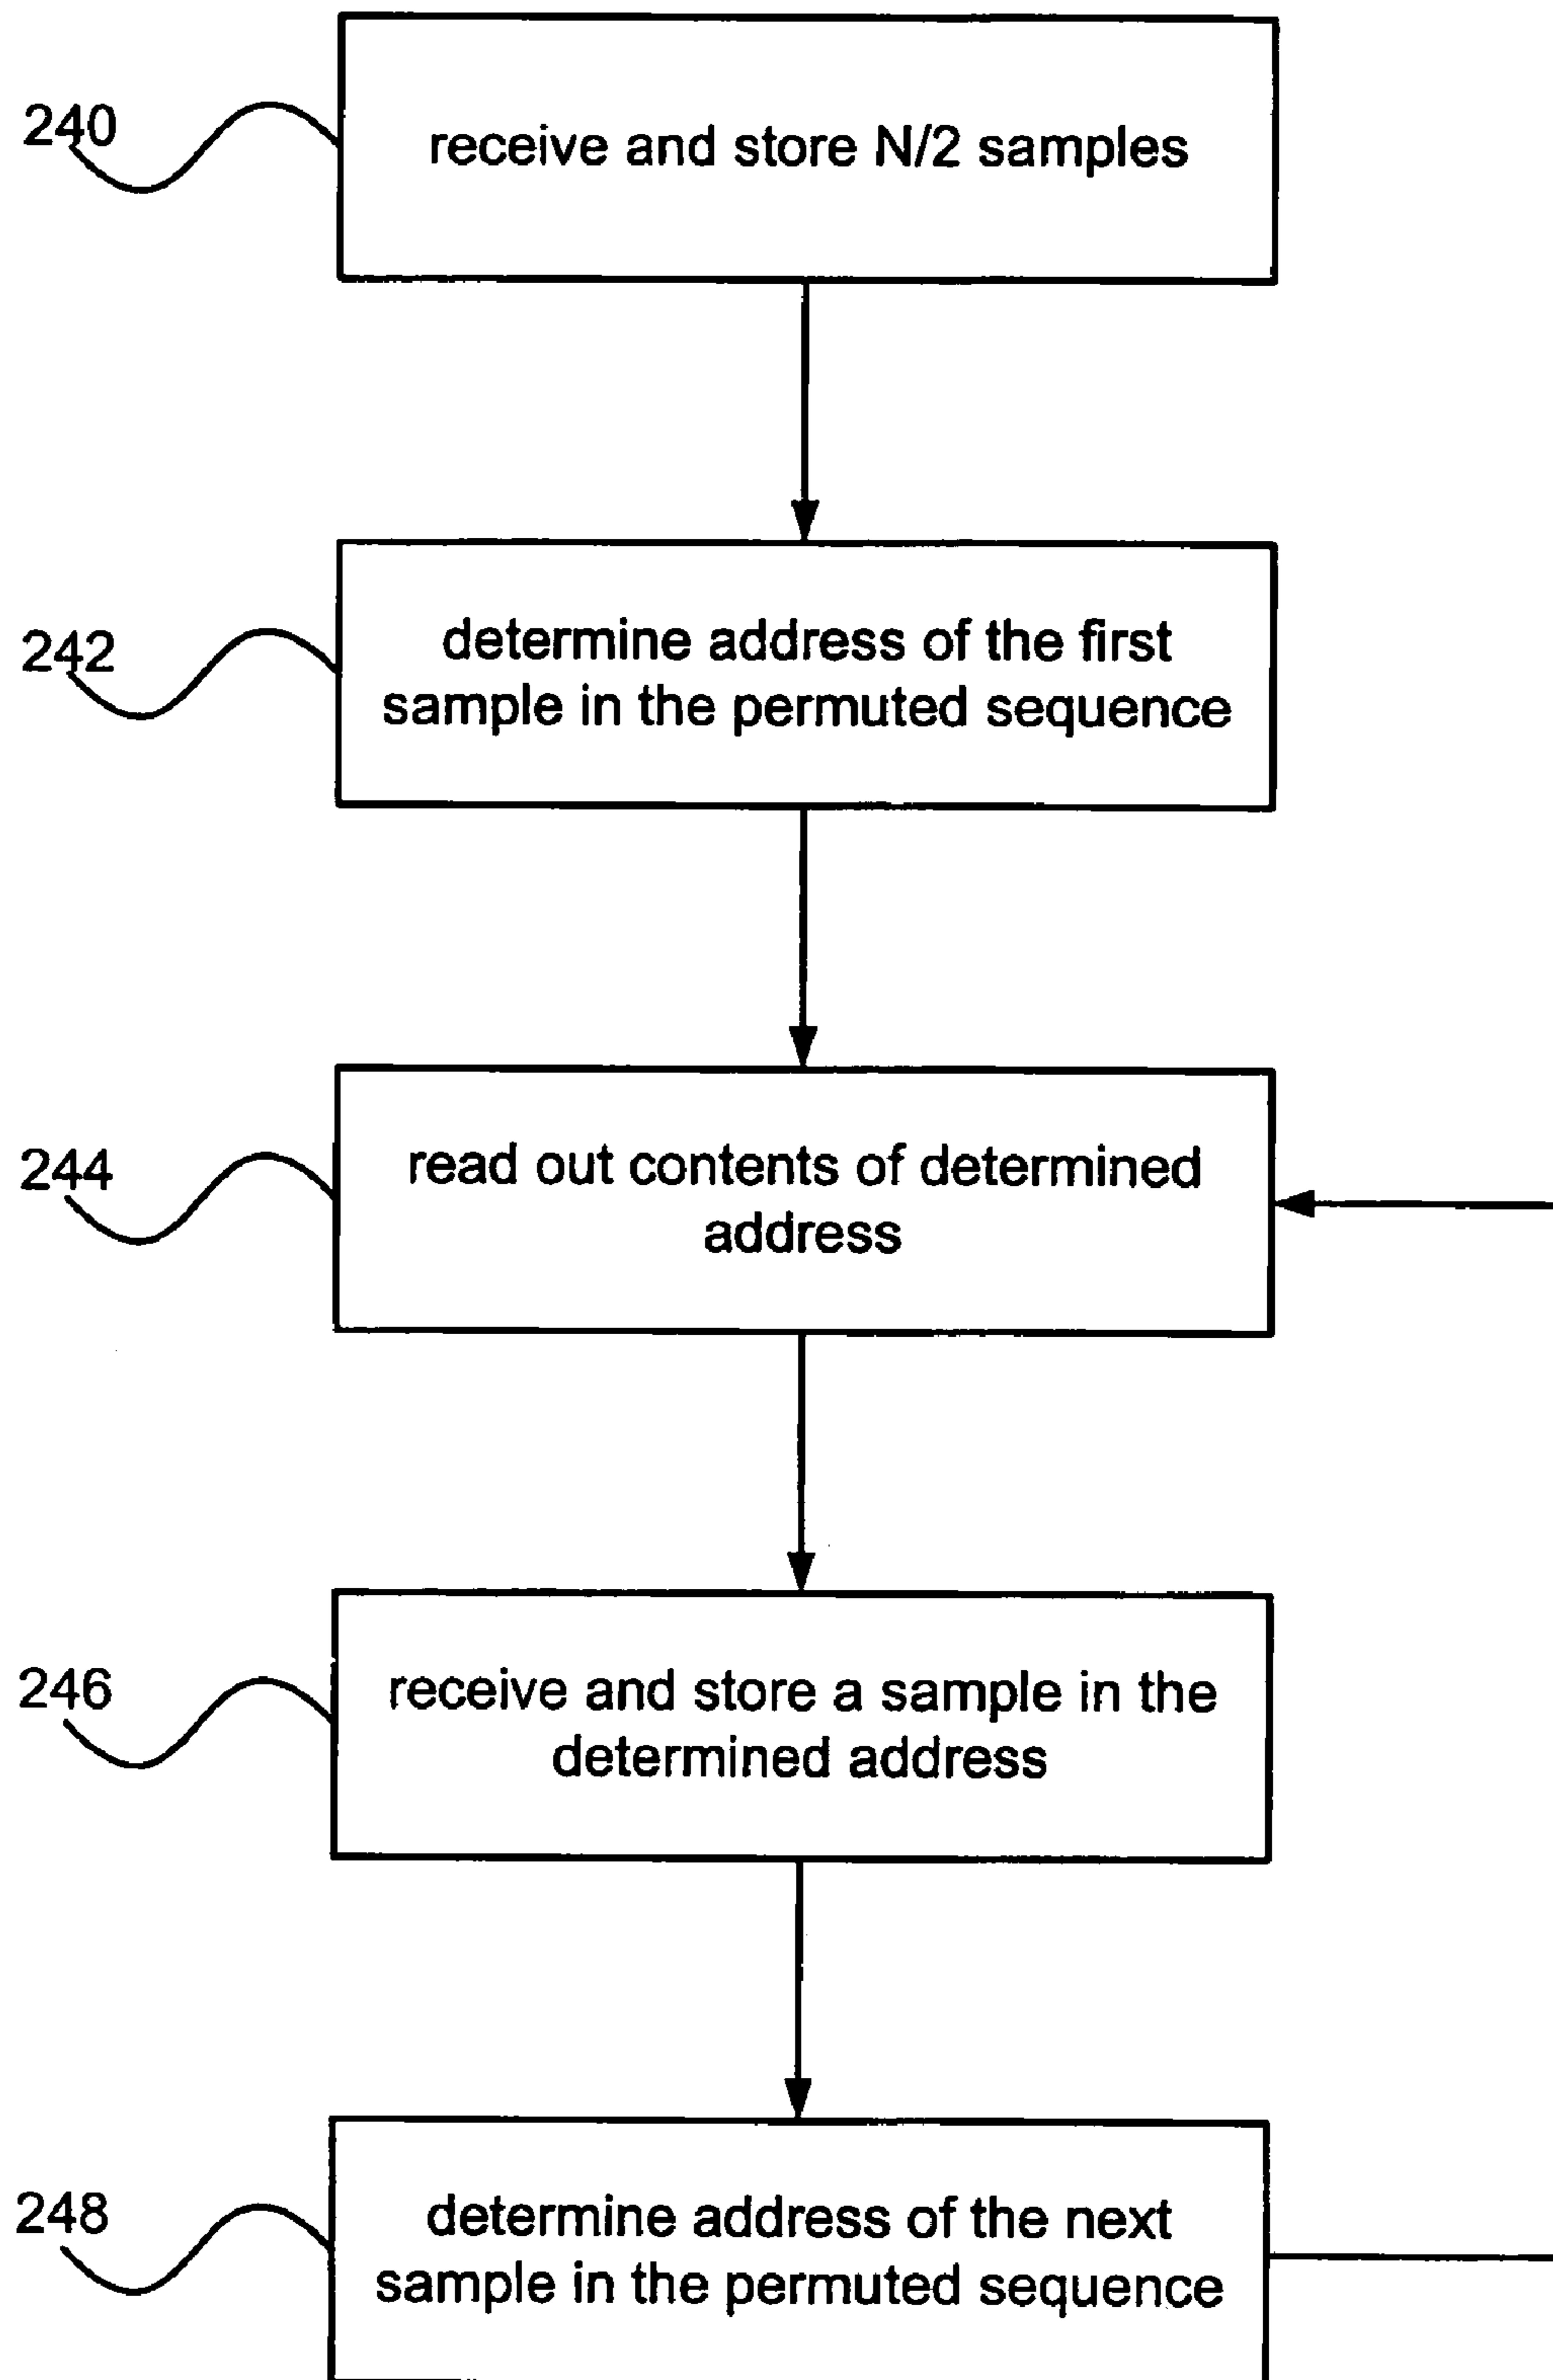 240
receive and store N/2 samples
242
determine address of the first
sample in the permuted sequence
244
read out contents of determined
address
246
receive and store a sample in the
determined address
248
determine address of the next
sample in the permuted sequence